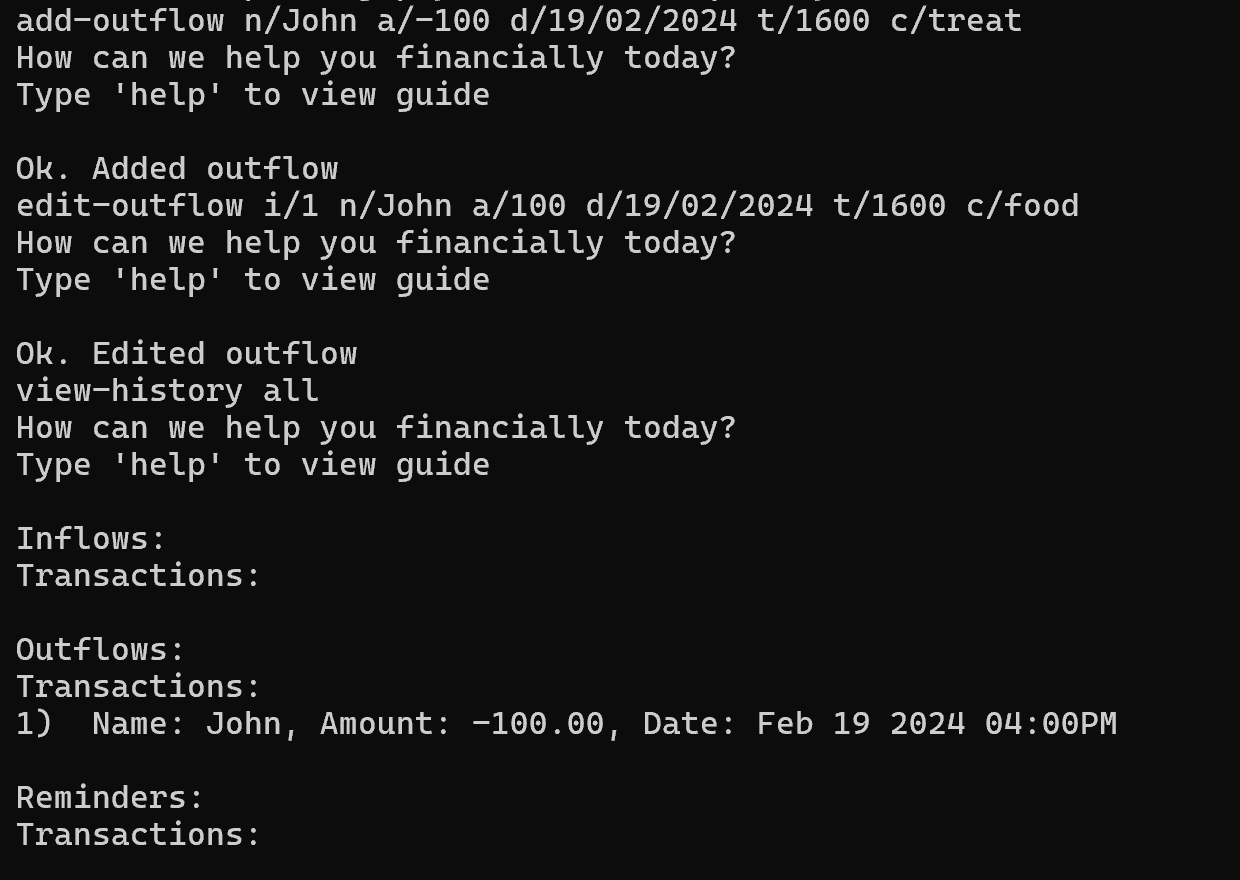 add-outflow n/John a/-100 d/19/02/2024 t/1600 c/treat
How can we help you financially today?
Type 'help' to view guide
Ok. Added outflow
edit-outflow i/1 n/John a/100 d/19/02/2024 t/1600 c/food
How can we help you financially today?
Type 'help' to view guide
Ok. Edited outflow
view-history all
How can we help you financially today?
Type 'help' to view guide
Inflows:
Transactions:
Outflows:
Transactions:
1)  Name: John, Amount: -100.00, Date: Feb 19 2024 04:00PM
Reminders:
Transactions: